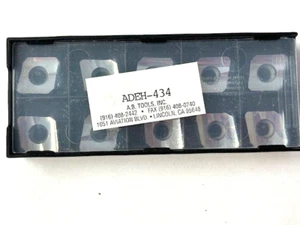 ADEH-434
A.B. TOOLS, INC.
(916) 408-2442 • FAX (916) 408-0740
1051 AVIATION BLVD. • LINCOLN, CA 95648